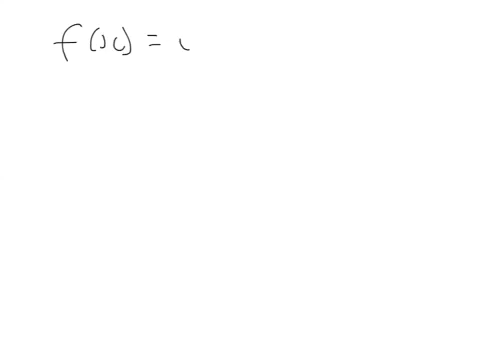 f(x) =